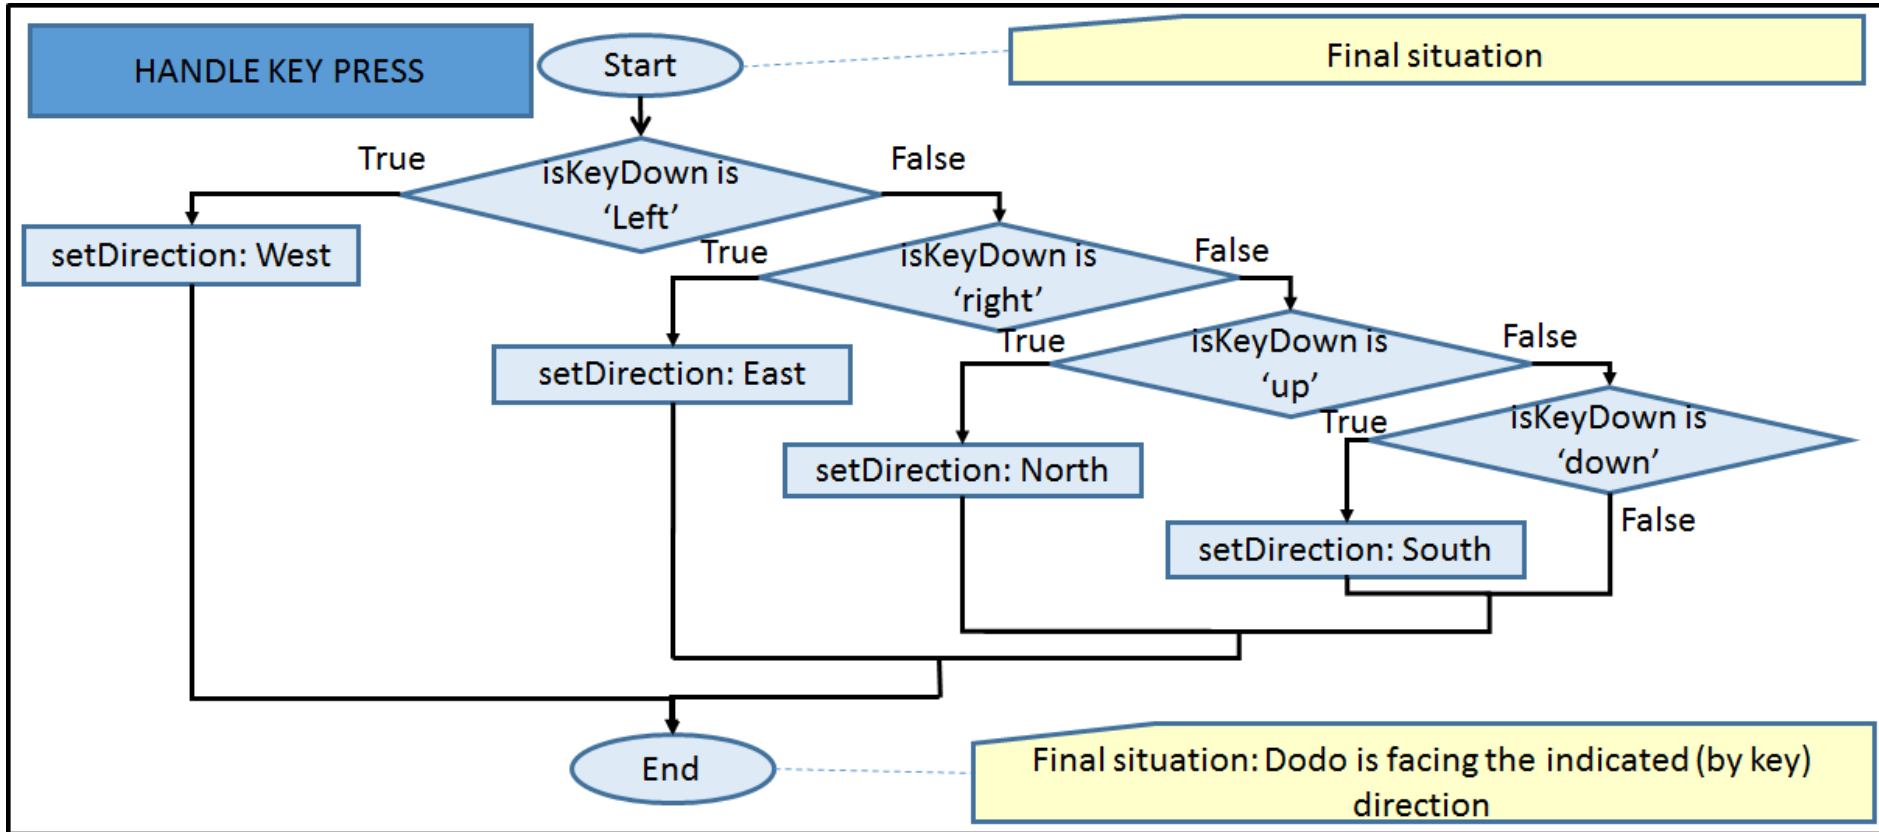 HANDLE KEY PRESS
Start
Final situation
True
False
isKeyDown is
‘Left’
setDirection: West
True
False
isKeyDown is
‘right’
setDirection: East
True
False
isKeyDown is
‘up’
setDirection: North
True
isKeyDown is
‘down’
False
setDirection: South
End
Final situation: Dodo is facing the indicated (by key)
direction